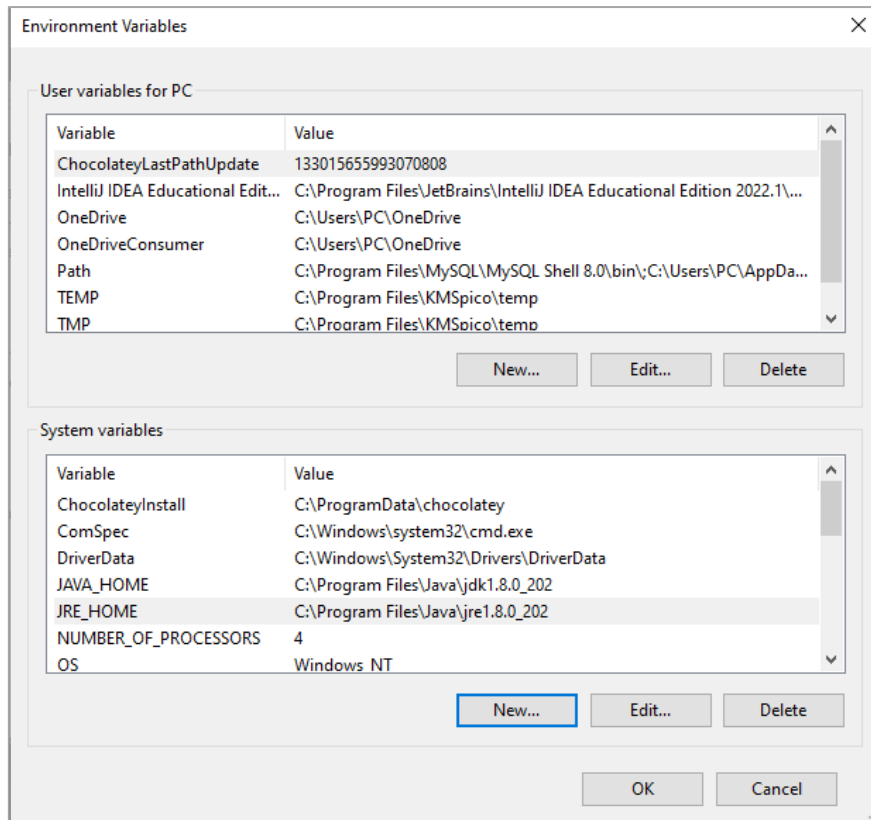 Environment Variables
User variables for PC
Variable Value
ChocolateyLastPathUpdate 133015655993070808
IntelliJ IDEA Educational Edit... C:\Program Files\JetBrains\IntelliJ IDEA Educational Edition 2022.1\...
OneDrive C:\Users\PC\OneDrive
OneDriveConsumer C:\Users\PC\OneDrive
Path C:\Program Files\MySQL\MySQL Shell 8.0\bin\;C:\Users\PC\AppDa...
TEMP C:\Program Files\KMSpico\temp
TMP C:\Program Files\KMSpico\temp
New... Edit... Delete
System variables
Variable Value
ChocolateyInstall C:\ProgramData\chocolatey
ComSpec C:\Windows\system32\cmd.exe
DriverData C:\Windows\System32\Drivers\DriverData
JAVA_HOME C:\Program Files\Java\jdk1.8.0_202
JRE_HOME C:\Program Files\Java\jre1.8.0_202
NUMBER_OF_PROCESSORS 4
OS Windows_NT
New... Edit... Delete
OK Cancel